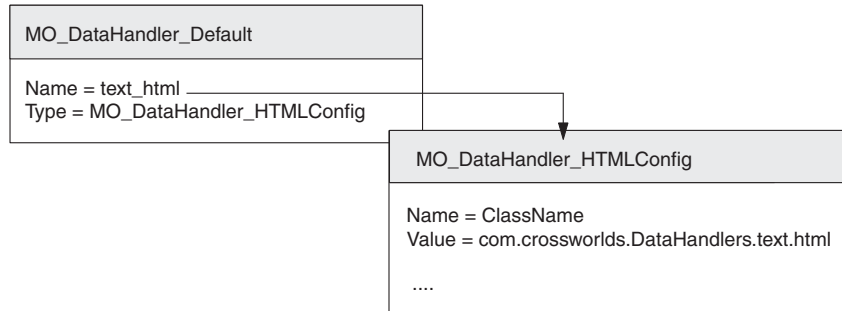 MO_DataHandler_Default
Name = text_html
Type = MO_DataHandler_HTMLConfig
MO_DataHandler_HTMLConfig
Name = ClassName
Value = com.crossworlds.DataHandlers.text.html
....